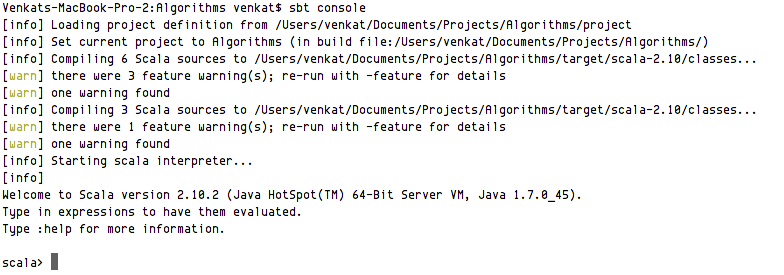 Venkats-MacBook-Pro-2:Algorithms venkat$ sbt console
[info] Loading project definition from /Users/venkat/Documents/Projects/Algorithms/project
[info] Set current project to Algorithms (in build file:/Users/venkat/Documents/Projects/Algorithms/)
[info] Compiling 6 Scala sources to /Users/venkat/Documents/Projects/Algorithms/target/scala-2.10/classes...
[warn] there were 3 feature warning(s); re-run with -feature for details
[warn] one warning found
[info] Compiling 3 Scala sources to /Users/venkat/Documents/Projects/Algorithms/target/scala-2.10/classes...
[warn] there were 1 feature warning(s); re-run with -feature for details
[warn] one warning found
[info] Starting scala interpreter...
[info]
Welcome to Scala version 2.10.2 (Java HotSpot(TM) 64-Bit Server VM, Java 1.7.0_45).
Type in expressions to have them evaluated.
Type :help for more information.
scala>